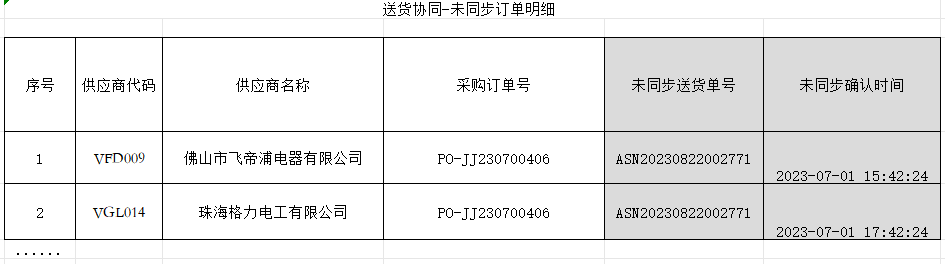 送货协同-未同步订单明细
序号 供应商代码 供应商名称 采购订单号 未同步送货单号 未同步确认时间
1 VFD009 佛山市飞帝浦电器有限公司 PO-JJ230700406 ASN20230822002771 2023-07-01 15:42:24
2 VGL014 珠海格力电工有限公司 PO-JJ230700406 ASN20230822002771 2023-07-01 17:42:24
......